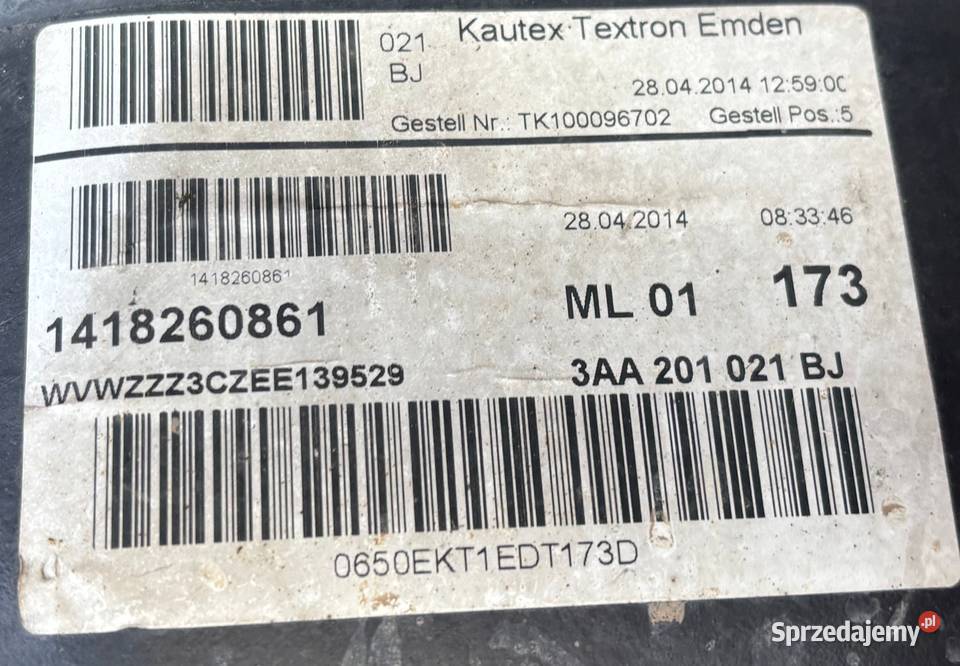 021 Kautex Textron Emden
BJ
28.04.2014 12:59:00
Gestell Nr.: TK100096702 Gestell Pos.:5
28.04.2014 08:33:46
1418260861
1418260861 ML 01 173
WVWZZZ3CZEE139529 3AA 201 021 BJ
0650EKT1EDT173D
Sprzedajemy.pl